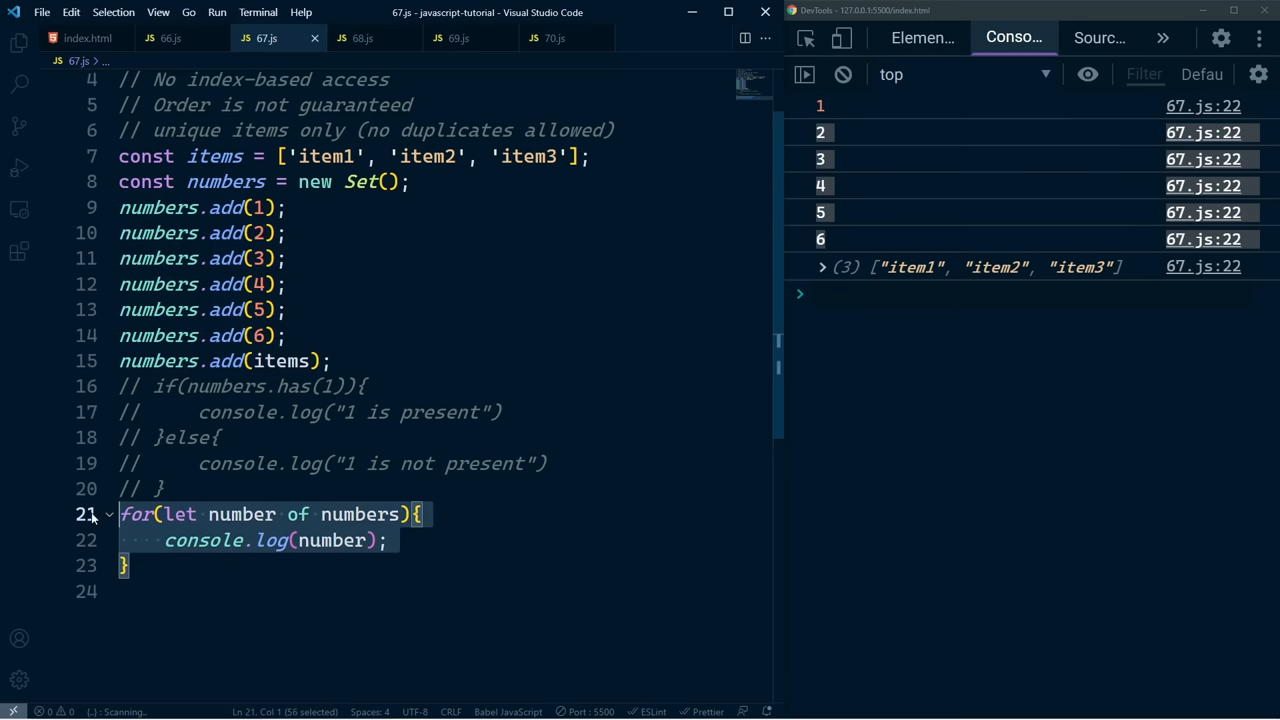 File Edit Selection View Go Run Terminal Help 67.js - javascript-tutorial - Visual Studio Code
index.html JS 66.js JS 67.js JS 68.js JS 69.js JS 70.js
JS 67.js > ...
4 // No index-based access
5 // Order is not guaranteed
6 // unique items only (no duplicates allowed)
7 const items = ['item1', 'item2', 'item3'];
8 const numbers = new Set();
9 numbers.add(1);
10 numbers.add(2);
11 numbers.add(3);
12 numbers.add(4);
13 numbers.add(5);
14 numbers.add(6);
15 numbers.add(items);
16 // if(numbers.has(1)){
17 //     console.log("1 is present")
18 // }else{
19 //     console.log("1 is not present")
20 // }
21 for(let number of numbers){
22     console.log(number);
23 }
24
0 0 {..} : Scanning.. Ln 21, Col 1 (56 selected) Spaces: 4 UTF-8 CRLF Babel JavaScript Port : 5500 ESLint Prettier
DevTools - 127.0.0.1:5500/index.html
Elemen... Conso... Sourc... »
top Filter Defau
1 67.js:22
2 67.js:22
3 67.js:22
4 67.js:22
5 67.js:22
6 67.js:22
(3) ["item1", "item2", "item3"] 67.js:22